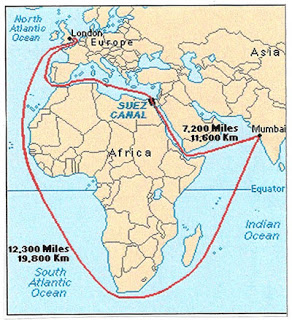 North
Atlantic
Ocean
London
Europe
Asia
SUEZ
CANAL
7,200 Miles
11,600 Km
Mumbai
Africa
Equator
12,300 Miles
19,800 Km
Indian
Ocean
South
Atlantic
Ocean